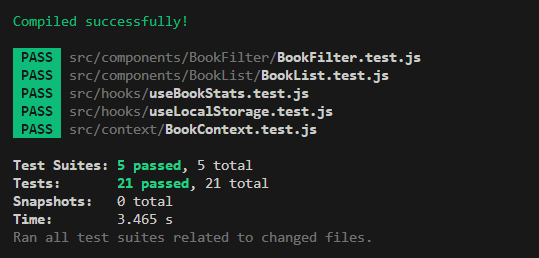 Compiled successfully!
PASS src/components/BookFilter/BookFilter.test.js
PASS src/components/BookList/BookList.test.js
PASS src/hooks/useBookStats.test.js
PASS src/hooks/useLocalStorage.test.js
PASS src/context/BookContext.test.js
Test Suites: 5 passed, 5 total
Tests: 21 passed, 21 total
Snapshots: 0 total
Time: 3.465 s
Ran all test suites related to changed files.